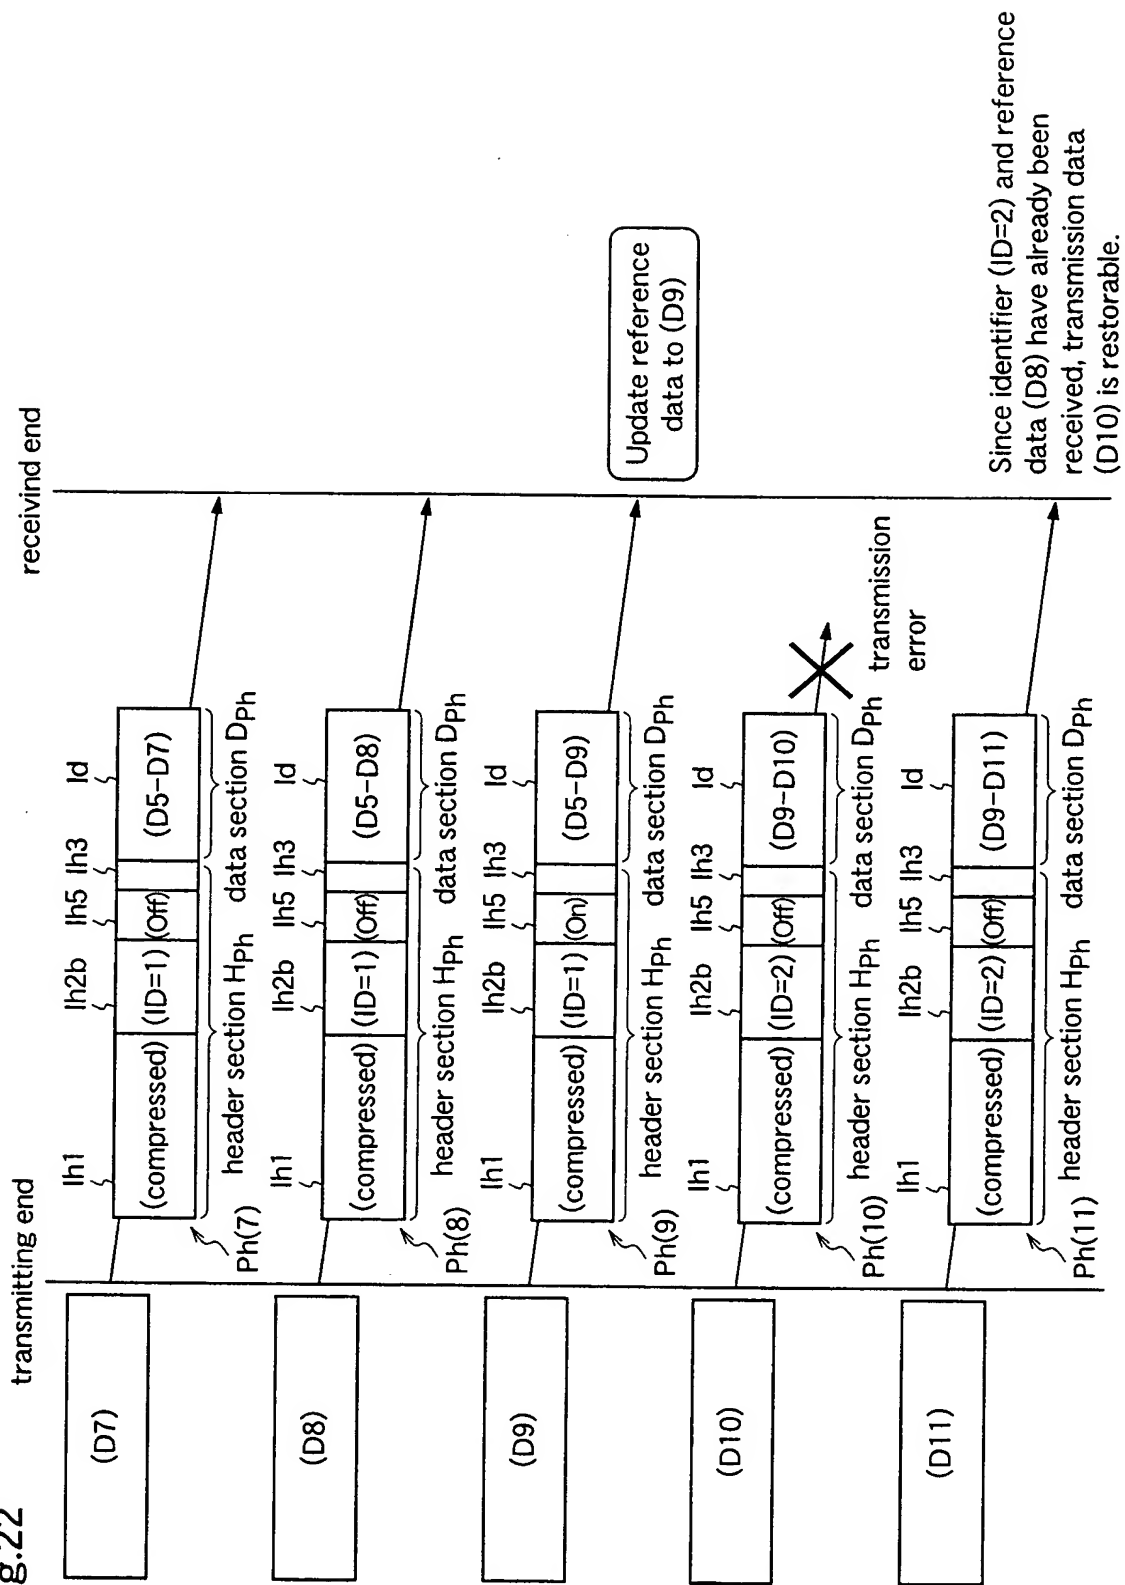 g.22
transmitting end
receivind end
(D7)
Ih1
Ih2b
Ih5
Ih3
Id
(compressed)
(ID=1)
(Off)
(D5-D7)
Ph(7)
header section HPh
data section DPh
(D8)
Ih1
Ih2b
Ih5
Ih3
Id
(compressed)
(ID=1)
(Off)
(D5-D8)
Ph(8)
header section HPh
data section DPh
(D9)
Ih1
Ih2b
Ih5
Ih3
Id
(compressed)
(ID=1)
(On)
(D5-D9)
Ph(9)
header section HPh
data section DPh
Update reference
data to (D9)
(D10)
Ih1
Ih2b
Ih5
Ih3
Id
(compressed)
(ID=2)
(Off)
(D9-D10)
Ph(10)
header section HPh
data section DPh
transmission
error
(D11)
Ih1
Ih2b
Ih5
Ih3
Id
(compressed)
(ID=2)
(Off)
(D9-D11)
Ph(11)
header section HPh
data section DPh
Since identifier (ID=2) and reference
data (D8) have already been
received, transmission data
(D10) is restorable.